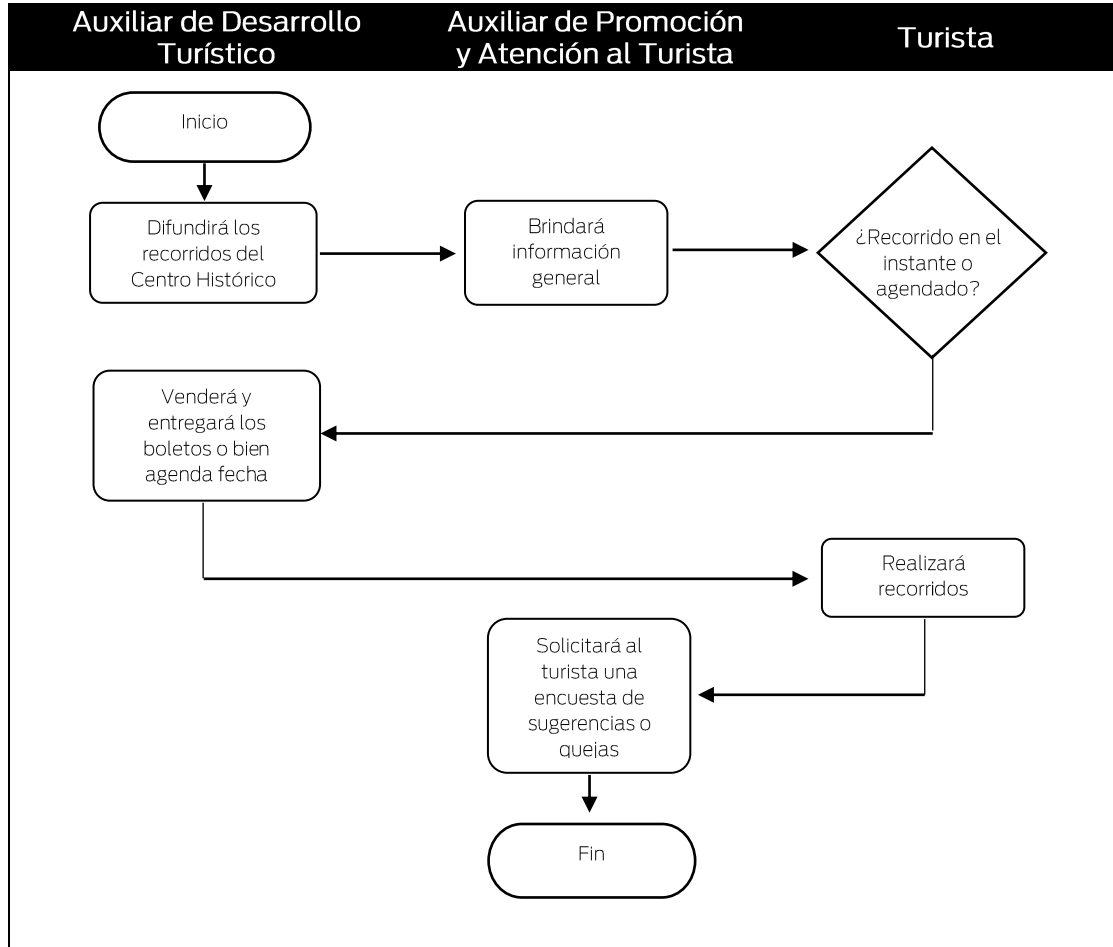 Auxiliar de Desarrollo
Turístico
Auxiliar de Promoción
y Atención al Turista
Turista
Inicio
Difundirá los
recorridos del
Centro Histórico
Brindará
información
general
¿Recorrido en el
instante o
agendado?
Venderá y
entregará los
boletos o bien
agenda fecha
Realizará
recorridos
Solicitará al
turista una
encuesta de
sugerencias o
quejas
Fin